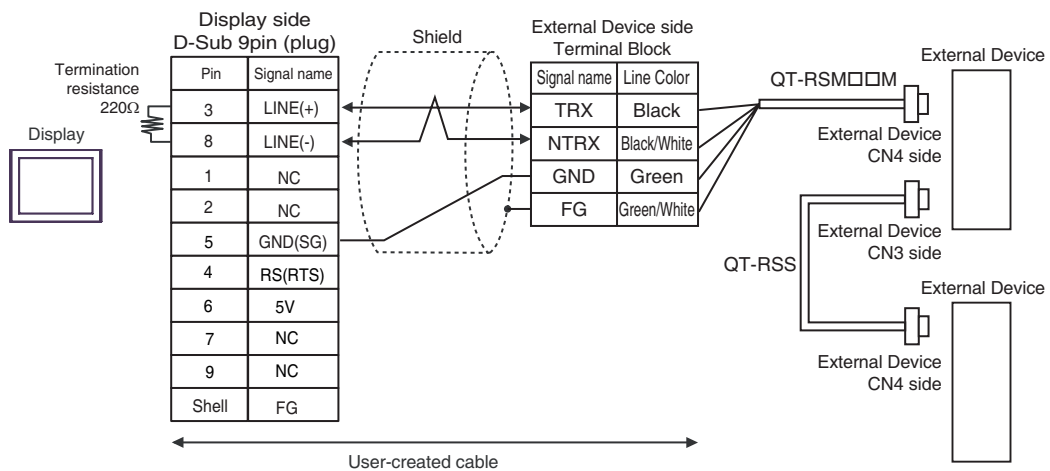 Display side
D-Sub 9pin (plug)
Shield
External Device side
Terminal Block
External Device
Termination
resistance
220Ω
Display
Pin Signal name
3 LINE(+)
8 LINE(-)
1 NC
2 NC
5 GND(SG)
4 RS(RTS)
6 5V
7 NC
9 NC
Shell FG
Signal name Line Color
TRX Black
NTRX Black/White
GND Green
FG Green/White
QT-RSM□□M
External Device
CN4 side
External Device
CN3 side
QT-RSS
External Device
External Device
CN4 side
User-created cable